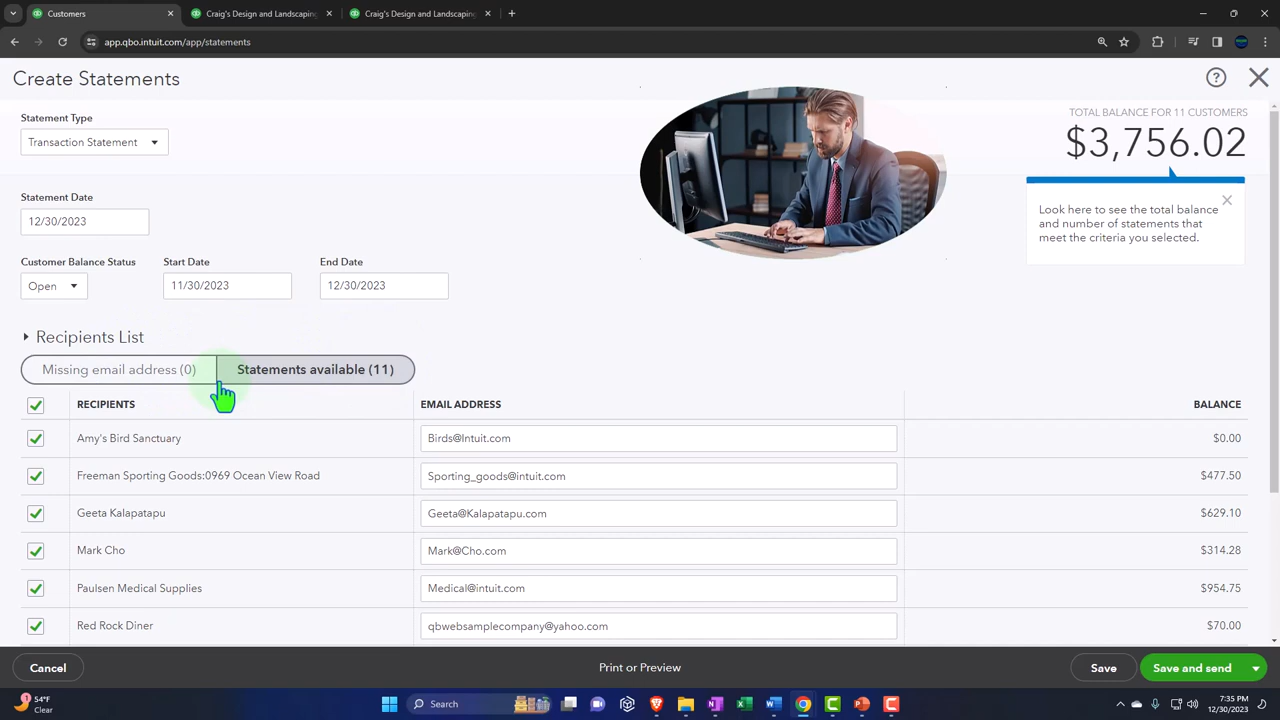 Customers
Craig's Design and Landscaping
Craig's Design and Landscaping
app.qbo.intuit.com/app/statements
Create Statements
Statement Type
Transaction Statement
TOTAL BALANCE FOR 11 CUSTOMERS
$3,756.02
Look here to see the total balance
and number of statements that
meet the criteria you selected.
Statement Date
12/30/2023
Customer Balance Status
Start Date
End Date
Open
11/30/2023
12/30/2023
Recipients List
Missing email address (0)
Statements available (11)
RECIPIENTS
EMAIL ADDRESS
BALANCE
Amy's Bird Sanctuary
Birds@Intuit.com
$0.00
Freeman Sporting Goods:0969 Ocean View Road
Sporting_goods@intuit.com
$477.50
Geeta Kalapatapu
Geeta@Kalapatapu.com
$629.10
Mark Cho
Mark@Cho.com
$314.28
Paulsen Medical Supplies
Medical@intuit.com
$954.75
Red Rock Diner
qbwebsamplecompany@yahoo.com
$70.00
Cancel
Print or Preview
Save
Save and send
1
54°F
Clear
Search
7:35 PM
12/30/2023